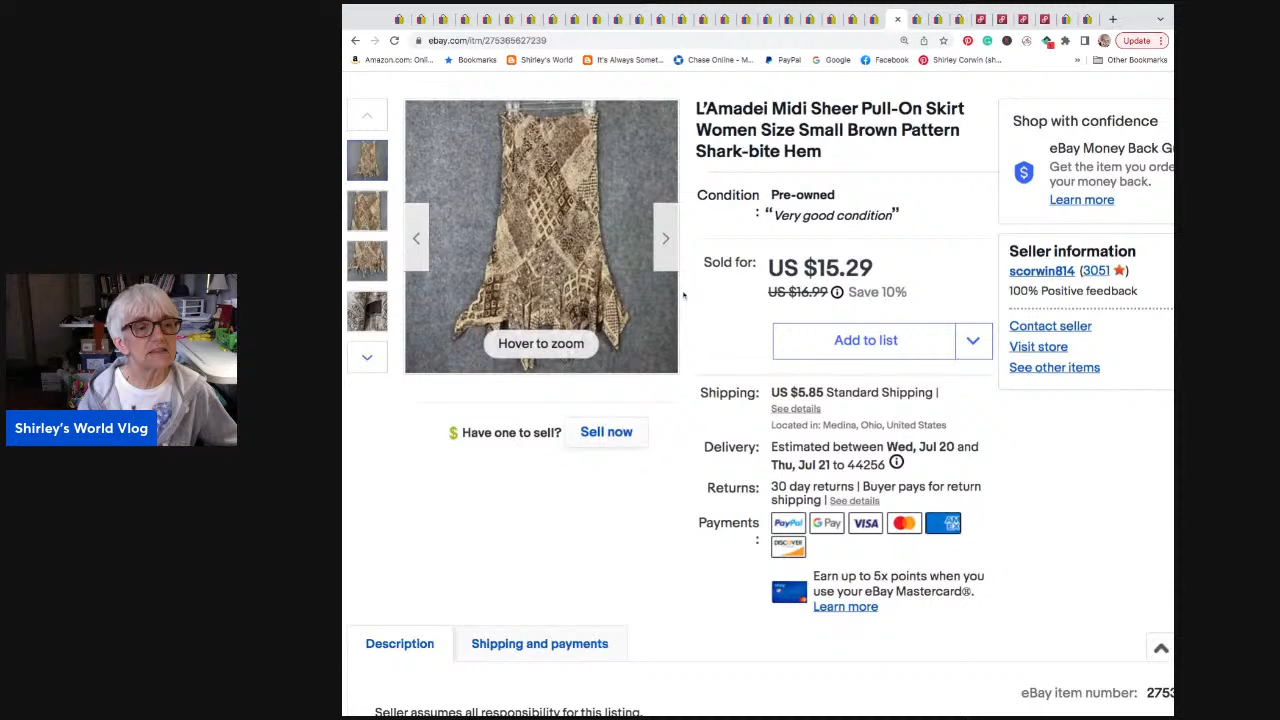 ebay.com/itm/275365627239
Update
Amazon.com: Onli...
Bookmarks
Shirley's World
It's Always Somet...
Chase Online - M...
PayPal
Google
Facebook
Shirley Corwin (sh...
»
Other Bookmarks
L'Amadei Midi Sheer Pull-On Skirt
Women Size Small Brown Pattern
Shark-bite Hem
Condition
: Pre-owned
“Very good condition”
Sold for:
US $15.29
US $16.99 Save 10%
Add to list
Hover to zoom
Have one to sell? Sell now
Shipping: US $5.85 Standard Shipping |
See details
Located in: Medina, Ohio, United States
Delivery: Estimated between Wed, Jul 20 and
Thu, Jul 21 to 44256
Returns: 30 day returns | Buyer pays for return
shipping | See details
Payments
:
PayPal G Pay VISA AMEX
DISCOVER
Earn up to 5x points when you
use your eBay Mastercard®.
Learn more
Shop with confidence
eBay Money Back G
Get the item you orde
your money back.
Learn more
Seller information
scorwin814 (3051)
100% Positive feedback
Contact seller
Visit store
See other items
Shirley's World Vlog
Description
Shipping and payments
eBay item number: 2753
Seller assumes all responsibility for this listing.